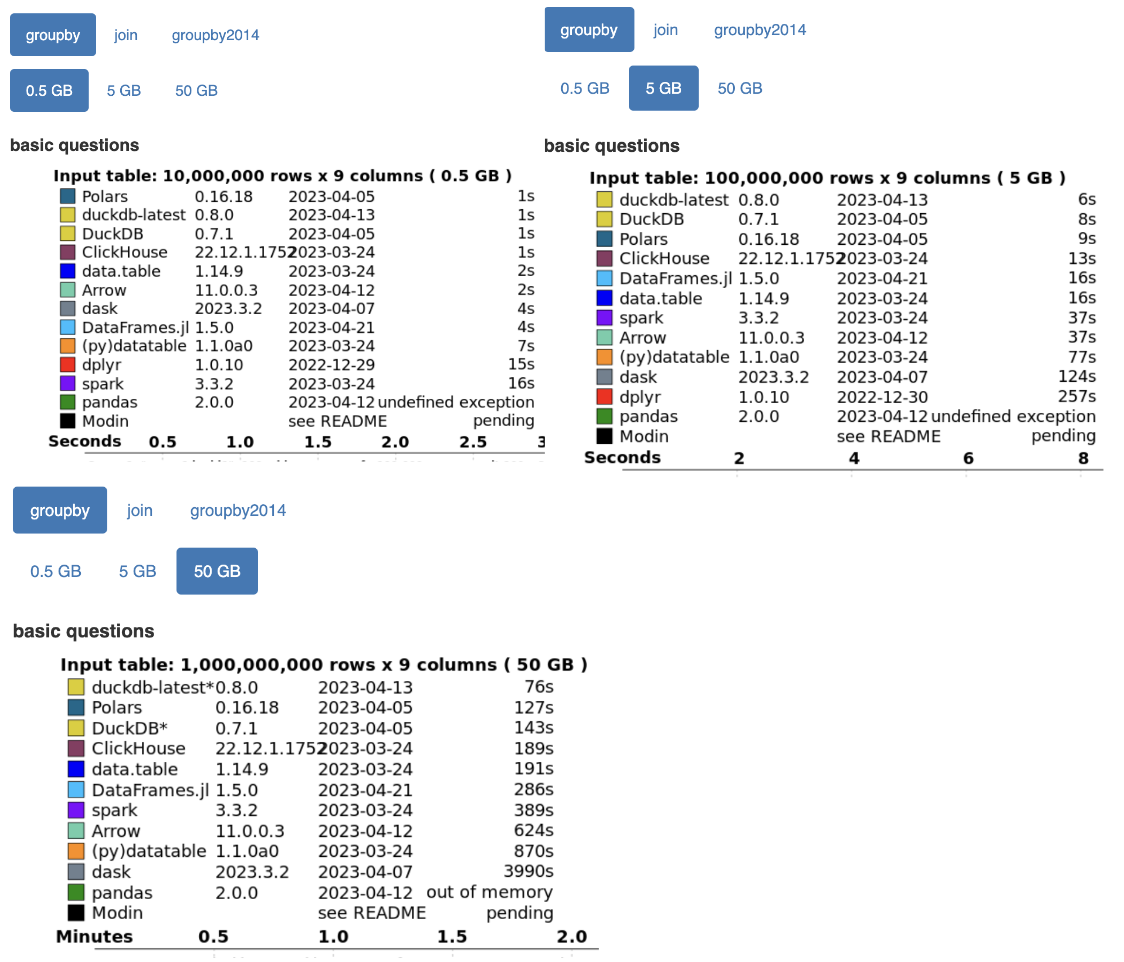 groupby join groupby2014
0.5 GB 5 GB 50 GB
basic questions
Input table: 10,000,000 rows x 9 columns ( 0.5 GB )
Polars 0.16.18 2023-04-05 1s
duckdb-latest 0.8.0 2023-04-13 1s
DuckDB 0.7.1 2023-04-05 1s
ClickHouse 22.12.1.1752 2023-03-24 1s
data.table 1.14.9 2023-03-24 2s
Arrow 11.0.0.3 2023-04-12 2s
dask 2023.3.2 2023-04-07 4s
DataFrames.jl 1.5.0 2023-04-21 4s
(py)datatable 1.1.0a0 2023-03-24 7s
dplyr 1.0.10 2022-12-29 15s
spark 3.3.2 2023-03-24 16s
pandas 2.0.0 2023-04-12 undefined exception
Modin see README pending
Seconds 0.5 1.0 1.5 2.0 2.5 3
groupby join groupby2014
0.5 GB 5 GB 50 GB
basic questions
Input table: 100,000,000 rows x 9 columns ( 5 GB )
duckdb-latest 0.8.0 2023-04-13 6s
DuckDB 0.7.1 2023-04-05 8s
Polars 0.16.18 2023-04-05 9s
ClickHouse 22.12.1.1752 2023-03-24 13s
DataFrames.jl 1.5.0 2023-04-21 16s
data.table 1.14.9 2023-03-24 16s
spark 3.3.2 2023-03-24 37s
Arrow 11.0.0.3 2023-04-12 37s
(py)datatable 1.1.0a0 2023-03-24 77s
dask 2023.3.2 2023-04-07 124s
dplyr 1.0.10 2022-12-30 257s
pandas 2.0.0 2023-04-12 undefined exception
Modin see README pending
Seconds 2 4 6 8
groupby join groupby2014
0.5 GB 5 GB 50 GB
basic questions
Input table: 1,000,000,000 rows x 9 columns ( 50 GB )
duckdb-latest* 0.8.0 2023-04-13 76s
Polars 0.16.18 2023-04-05 127s
DuckDB* 0.7.1 2023-04-05 143s
ClickHouse 22.12.1.1752 2023-03-24 189s
data.table 1.14.9 2023-03-24 191s
DataFrames.jl 1.5.0 2023-04-21 286s
spark 3.3.2 2023-03-24 389s
Arrow 11.0.0.3 2023-04-12 624s
(py)datatable 1.1.0a0 2023-03-24 870s
dask 2023.3.2 2023-04-07 3990s
pandas 2.0.0 2023-04-12 out of memory
Modin see README pending
Minutes 0.5 1.0 1.5 2.0